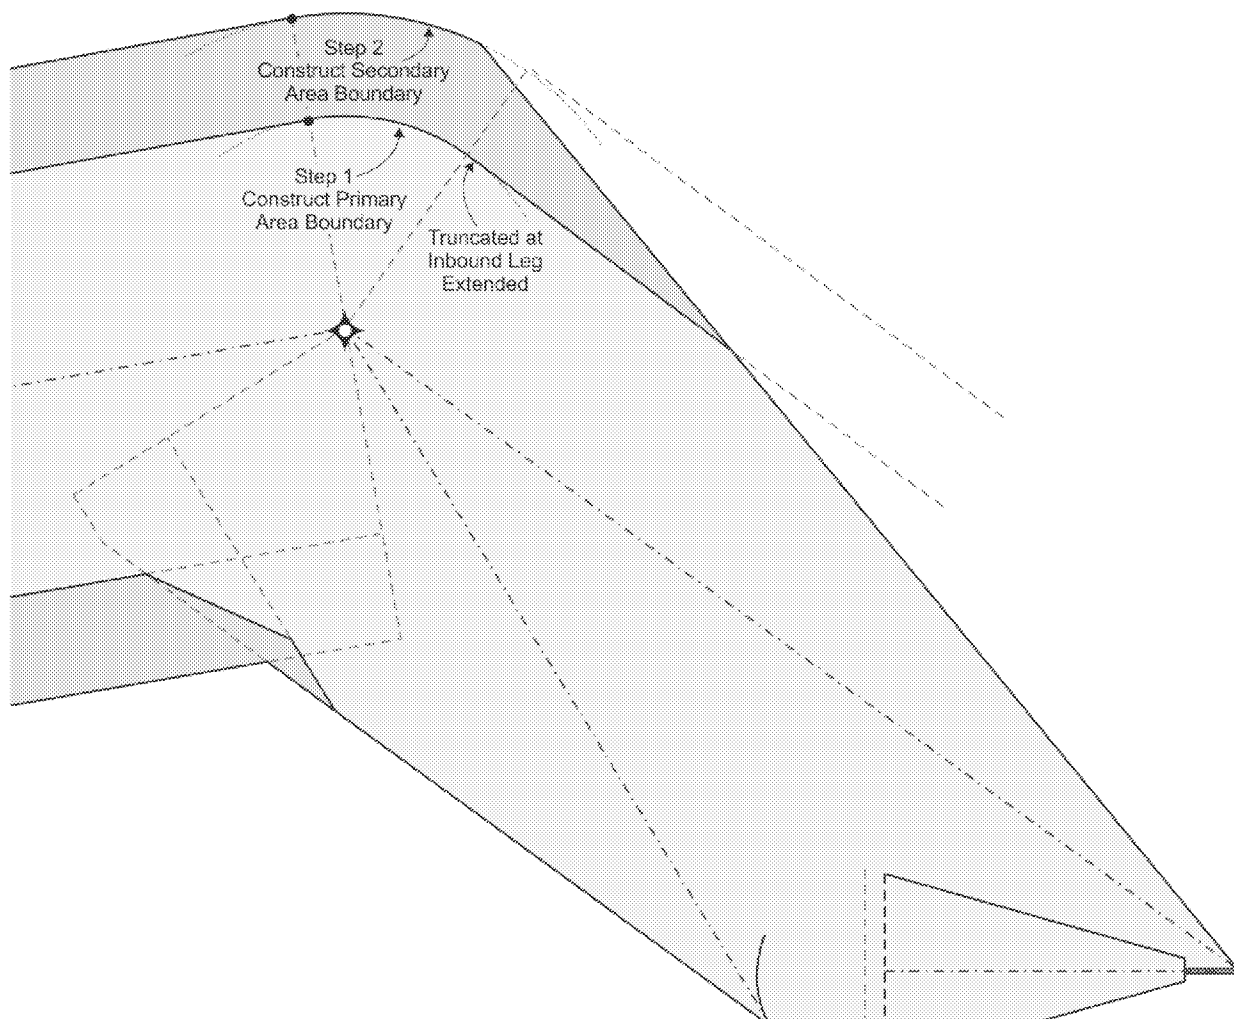 Step 2
Construct Secondary
Area Boundary
Step 1
Construct Primary
Area Boundary
Truncated at
Inbound Leg
Extended